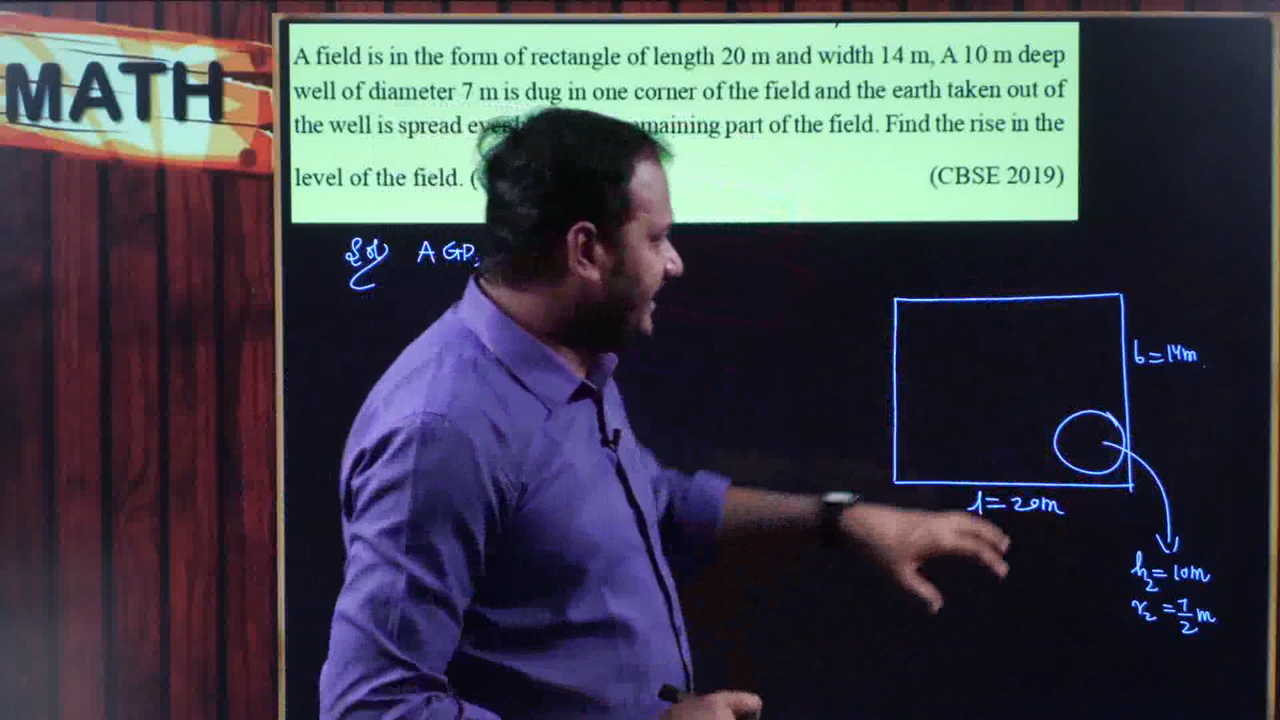 MATH
A field is in the form of rectangle of length 20 m and width 14 m, A 10 m deep
well of diameter 7 m is dug in one corner of the field and the earth taken out of
the well is spread part of the field. Find the rise in the
level of the field. (
(CBSE 2019)
Sol AGP,
b=14m
l=20m
h2=10m
r2=7/2 m